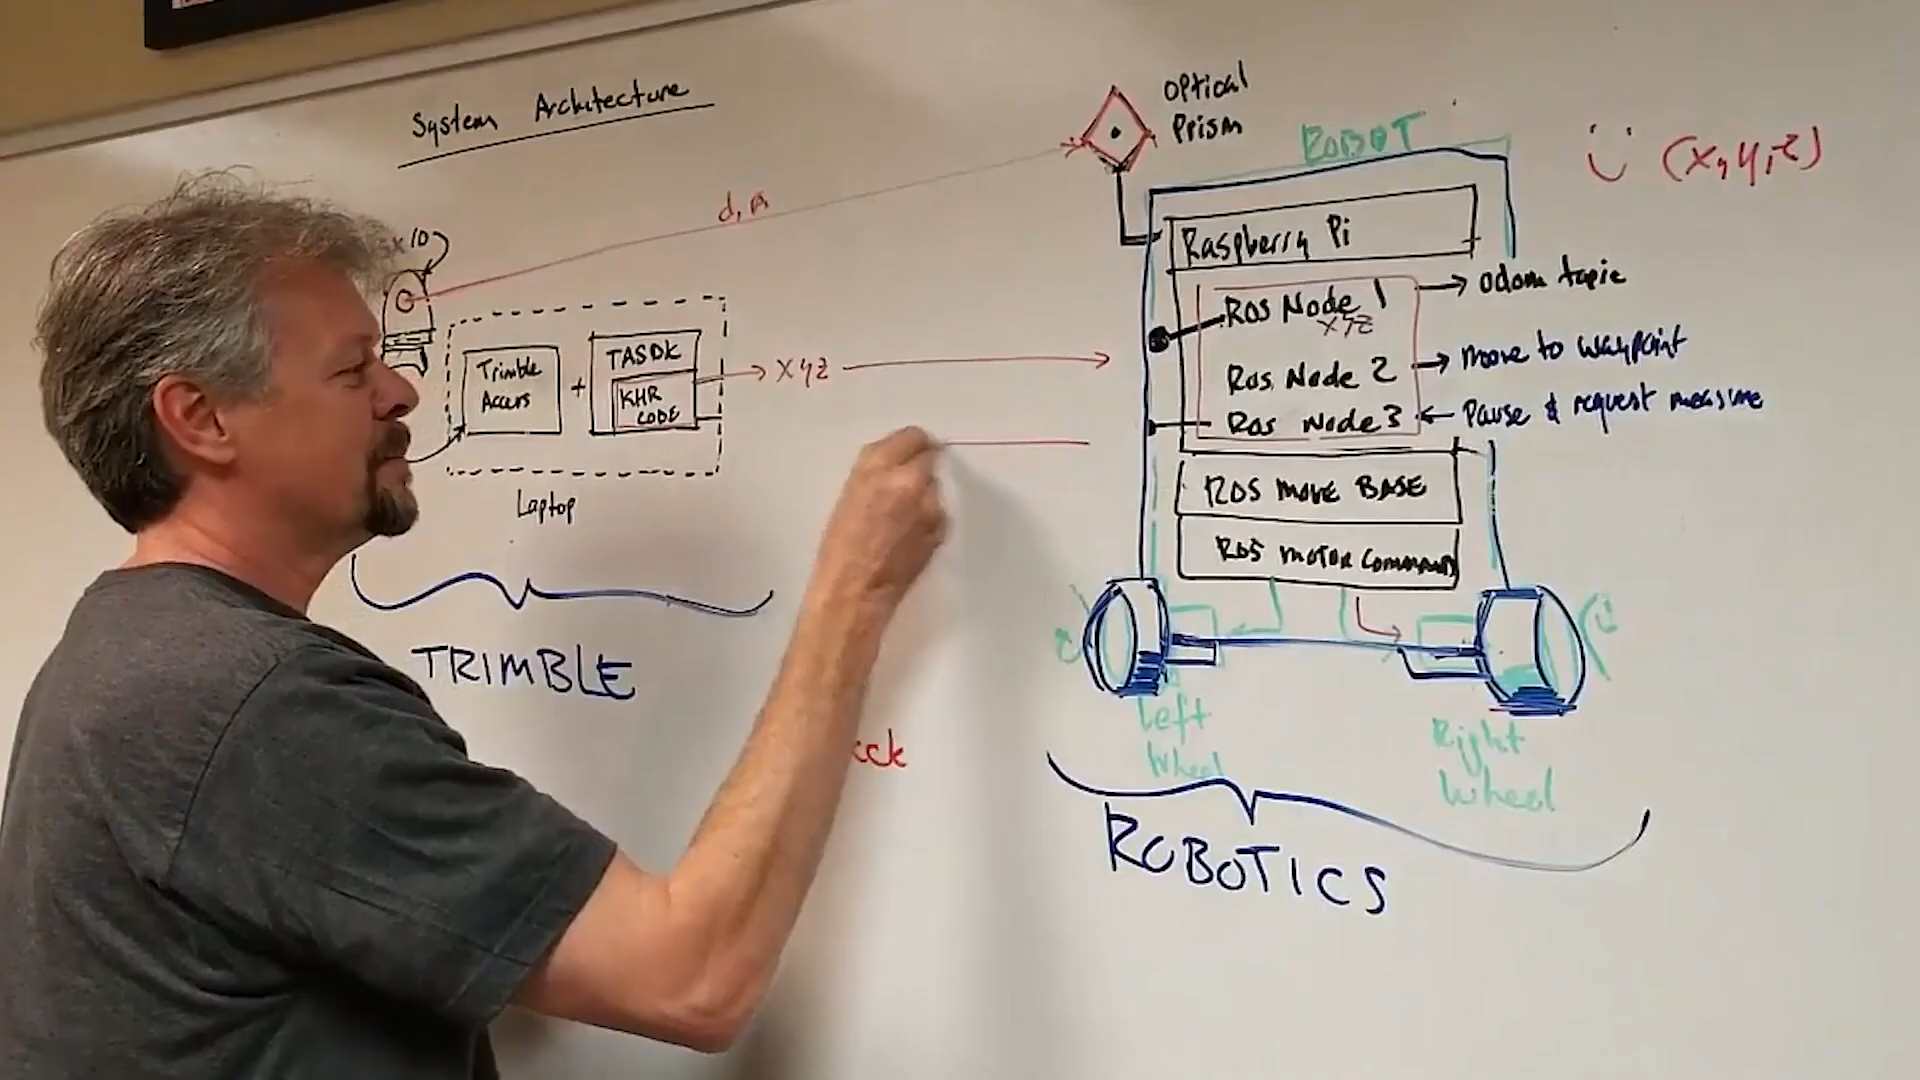 System Architecture
d, A
Trimble
Access
+
TASDK
KHR
CODE
XYZ
Laptop
TRIMBLE
Optical
Prism
ROBOT
(x, y, z)
Raspberry Pi
ROS Node 1
XYZ
Odom topic
Ros Node 2
Move to waypoint
Ros Node 3
Pause & request measure
ROS MOVE BASE
ROS MOTOR COMMAND
Left
Wheel
Right
Wheel
ROBOTICS